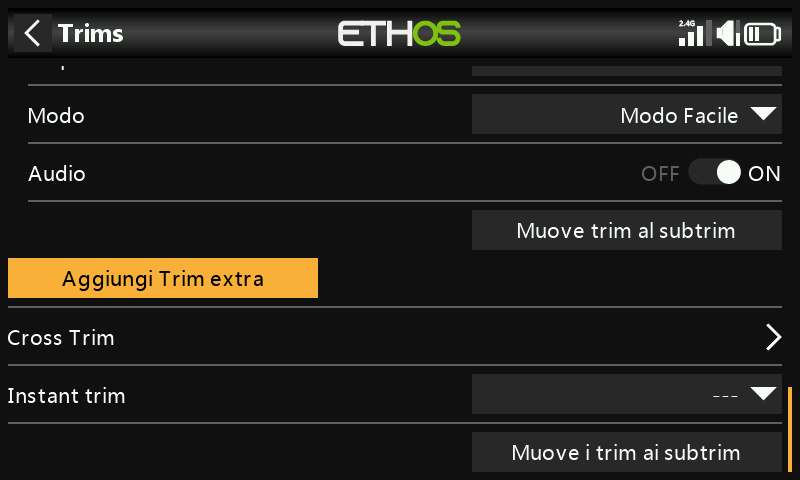 Trims
ETHOS
2.4G
Modo
Modo Facile
Audio
OFF
ON
Muove trim al subtrim
Aggiungi Trim extra
Cross Trim
Instant trim
---
Muove i trim ai subtrim